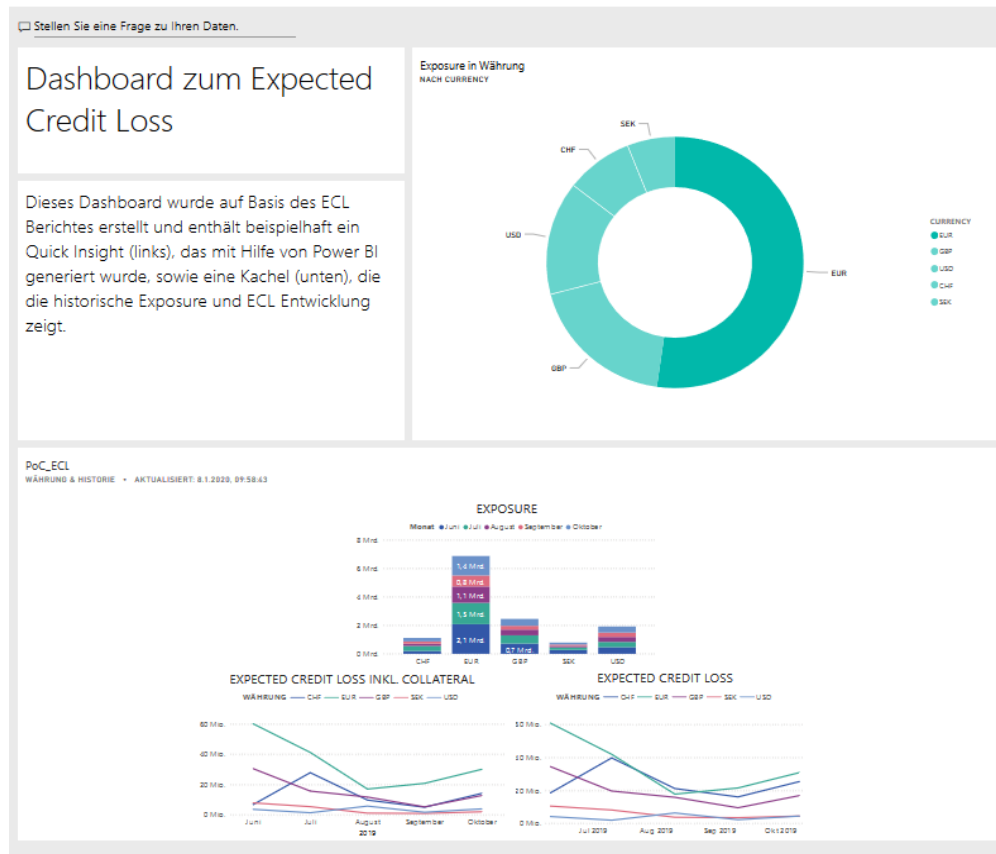 Stellen Sie eine Frage zu Ihren Daten.
Dashboard zum Expected
Credit Loss
Dieses Dashboard wurde auf Basis des ECL
Berichtes erstellt und enthält beispielhaft ein
Quick Insight (links), das mit Hilfe von Power BI
generiert wurde, sowie eine Kachel (unten), die
die historische Exposure und ECL Entwicklung
zeigt.
Exposure in Währung
NACH CURRENCY
SEK
CHF
USD
GBP
EUR
CURRENCY
EUR
GBP
USD
CHF
SEK
PoC_ECL
WÄHRUNG & HISTORIE • AKTUALISIERT: 8.1.2020, 09:58:43
EXPOSURE
Monat Juni Juli August September Oktober
8 Mrd.
6 Mrd.
4 Mrd.
2 Mrd.
0 Mrd.
1,4 Mrd.
0,8 Mrd.
1,1 Mrd.
1,5 Mrd.
2,1 Mrd.
0,7 Mrd.
CHF EUR GBP SEK USD
EXPECTED CREDIT LOSS INKL. COLLATERAL
WÄHRUNG CHF EUR GBP SEK USD
60 Mio.
40 Mio.
20 Mio.
0 Mio.
Juni Juli August September Oktober
2019
EXPECTED CREDIT LOSS
WÄHRUNG CHF EUR GBP SEK USD
60 Mio.
40 Mio.
20 Mio.
0 Mio.
Jul 2019 Aug 2019 Sep 2019 Okt 2019